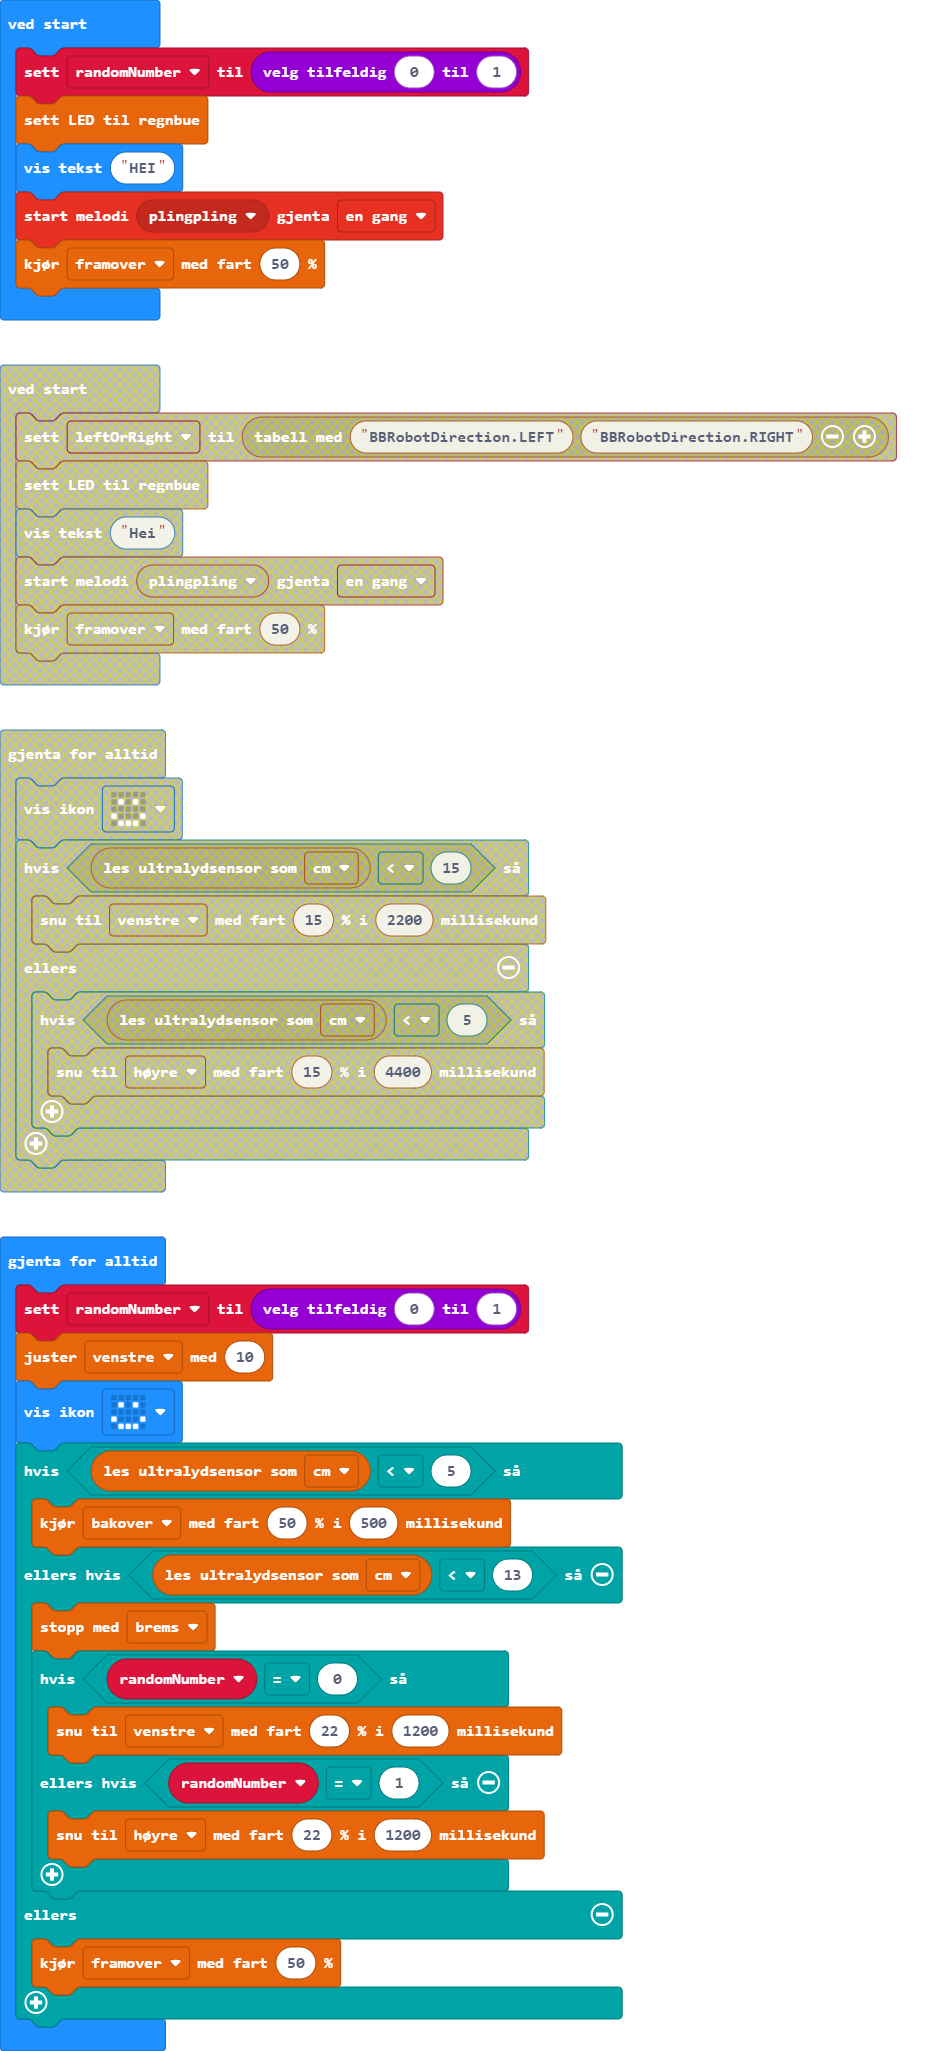 ved start
sett randomNumber til velg tilfeldig 0 til 1
sett LED til regnbue
vis tekst "HEI"
start melodi plingpling gjenta en gang
kjør framover med fart 50 %
ved start
sett leftOrRight til tabell med "BBRobotDirection.LEFT" "BBRobotDirection.RIGHT"
sett LED til regnbue
vis tekst "Hei"
start melodi plingpling gjenta en gang
kjør framover med fart 50 %
gjenta for alltid
vis ikon
hvis les ultralydsensor som cm < 15 så
snu til venstre med fart 15 % i 2200 millisekund
ellers
hvis les ultralydsensor som cm < 5 så
snu til høyre med fart 15 % i 4400 millisekund
gjenta for alltid
sett randomNumber til velg tilfeldig 0 til 1
juster venstre med 10
vis ikon
hvis les ultralydsensor som cm < 5 så
kjør bakover med fart 50 % i 500 millisekund
ellers hvis les ultralydsensor som cm < 13 så
stopp med brems
hvis randomNumber = 0 så
snu til venstre med fart 22 % i 1200 millisekund
ellers hvis randomNumber = 1 så
snu til høyre med fart 22 % i 1200 millisekund
ellers
kjør framover med fart 50 %